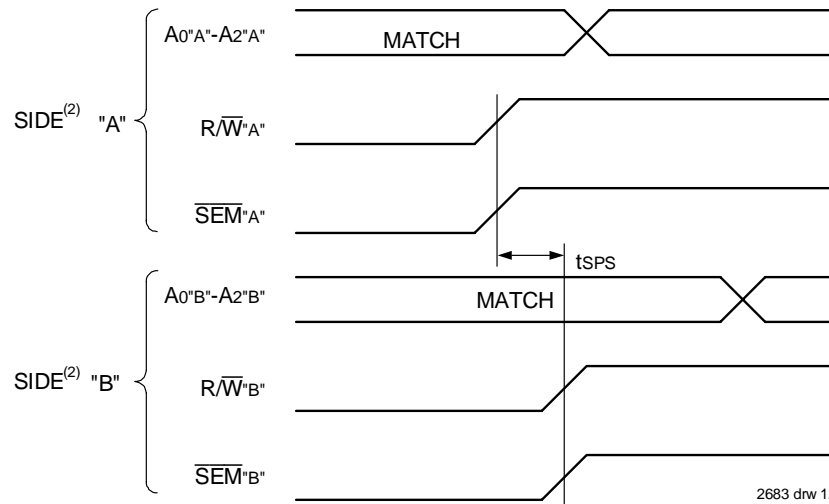 A0"A"-A2"A"
MATCH
SIDE(2) "A"
R/W"A"
SEM"A"
tSPS
A0"B"-A2"B"
MATCH
SIDE(2) "B"
R/W"B"
SEM"B"
2683 drw 1